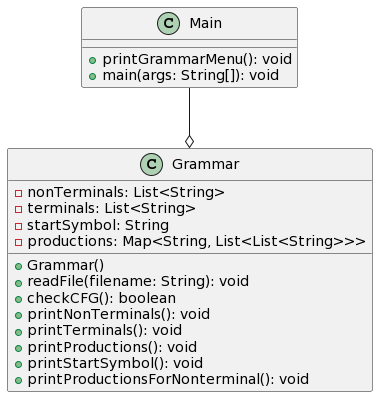 C Main
printGrammarMenu(): void
main(args: String[]): void
C Grammar
nonTerminals: List<String>
terminals: List<String>
startSymbol: String
productions: Map<String, List<List<String>>>
Grammar()
readFile(filename: String): void
checkCFG(): boolean
printNonTerminals(): void
printTerminals(): void
printProductions(): void
printStartSymbol(): void
printProductionsForNonterminal(): void